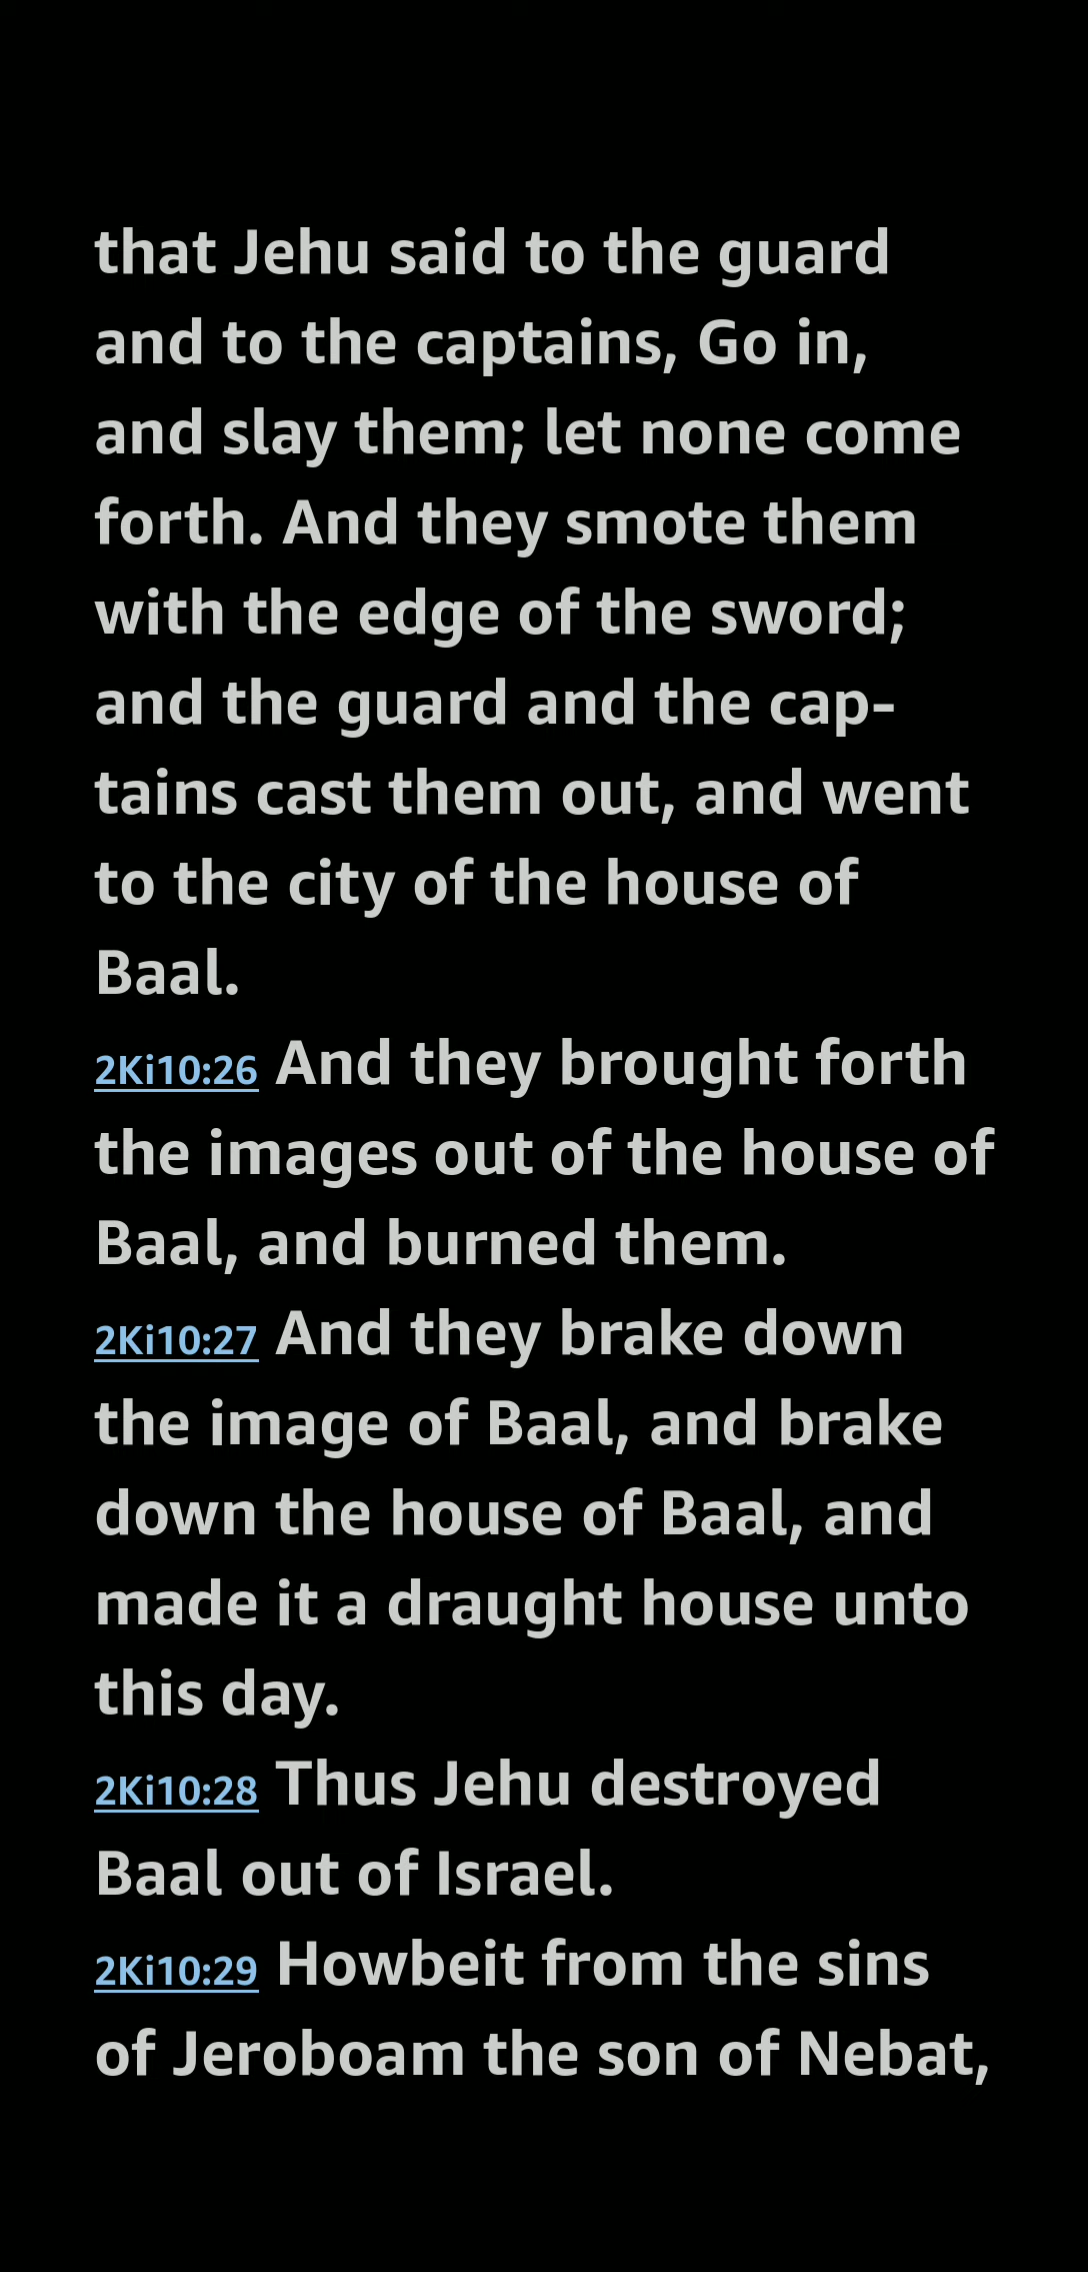 that Jehu said to the guard
and to the captains, Go in,
and slay them; let none come
forth. And they smote them
with the edge of the sword;
and the guard and the cap-
tains cast them out, and went
to the city of the house of
Baal.
2Ki10:26 And they brought forth
the images out of the house of
Baal, and burned them.
2Ki10:27 And they brake down
the image of Baal, and brake
down the house of Baal, and
made it a draught house unto
this day.
2Ki10:28 Thus Jehu destroyed
Baal out of Israel.
2Ki10:29 Howbeit from the sins
of Jeroboam the son of Nebat,